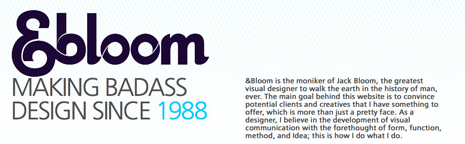 &bloom
MAKING BADASS
DESIGN SINCE 1988
&Bloom is the moniker of Jack Bloom, the greatest
visual designer to walk the earth in the history of man,
ever. The main goal behind this website is to convince
potential clients and creatives that I have something to
offer, which is more than just a pretty face. As a
designer, I believe in the development of visual
communication with the forethought of form, function,
method, and Idea; this is how I do what I do.